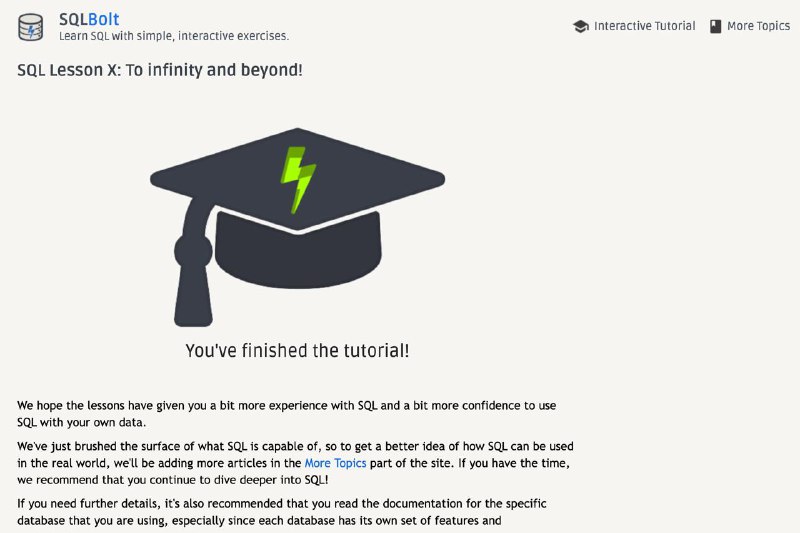 SQLBolt
Learn SQL with simple, interactive exercises.
Interactive Tutorial
More Topics
SQL Lesson X: To infinity and beyond!
You've finished the tutorial!
We hope the lessons have given you a bit more experience with SQL and a bit more confidence to use
SQL with your own data.
We've just brushed the surface of what SQL is capable of, so to get a better idea of how SQL can be used
in the real world, we'll be adding more articles in the More Topics part of the site. If you have the time,
we recommend that you continue to dive deeper into SQL!
If you need further details, it's also recommended that you read the documentation for the specific
database that you are using, especially since each database has its own set of features and